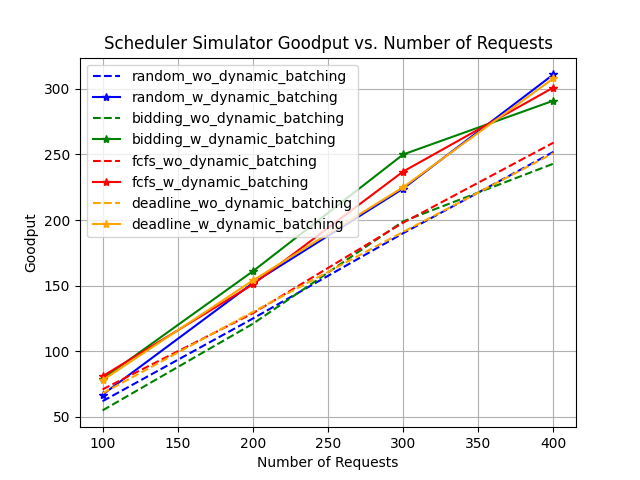 Scheduler Simulator Goodput vs. Number of Requests
random_wo_dynamic_batching
random_w_dynamic_batching
bidding_wo_dynamic_batching
bidding_w_dynamic_batching
fcfs_wo_dynamic_batching
fcfs_w_dynamic_batching
deadline_wo_dynamic_batching
deadline_w_dynamic_batching
Goodput
300
250
200
150
100
50
100 150 200 250 300 350 400
Number of Requests